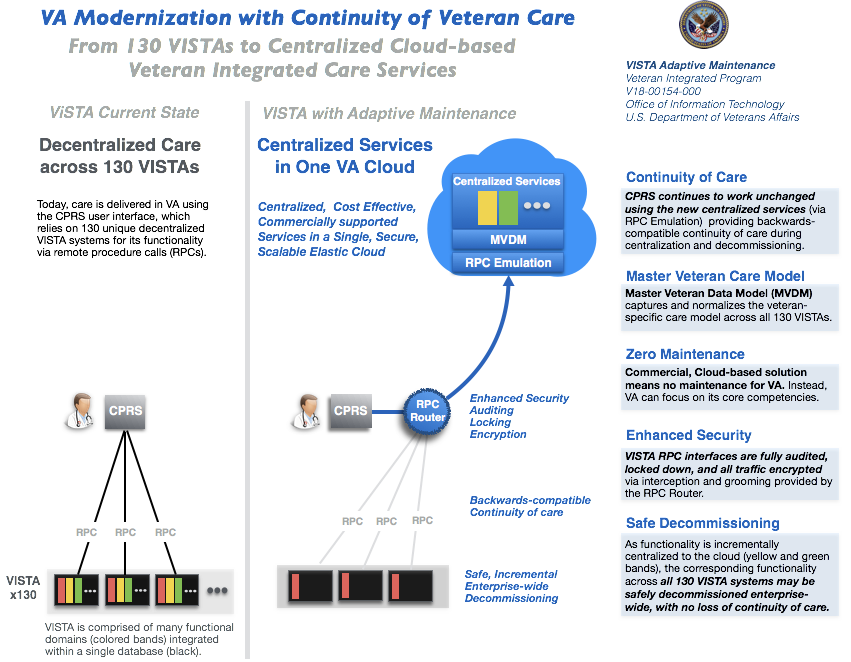 VA Modernization with Continuity of Veteran Care
From 130 VISTAs to Centralized Cloud-based
Veteran Integrated Care Services
VISTA Adaptive Maintenance
Veteran Integrated Program
V18-00154-000
Office of Information Technology
U.S. Department of Veterans Affairs
ViSTA Current State
Decentralized Care
across 130 VISTAs
Today, care is delivered in VA using
the CPRS user interface, which
relies on 130 unique decentralized
VISTA systems for its functionality
via remote procedure calls (RPCs).
CPRS
RPC
RPC
RPC
VISTA
x130
VISTA is comprised of many functional
domains (colored bands) integrated
within a single database (black).
VISTA with Adaptive Maintenance
Centralized Services
in One VA Cloud
Centralized, Cost Effective,
Commercially supported
Services in a Single, Secure,
Scalable Elastic Cloud
Centralized Services
MVDM
RPC Emulation
CPRS
RPC
Router
Enhanced Security
Auditing
Locking
Encryption
RPC
RPC
RPC
Backwards-compatible
Continuity of care
Safe, Incremental
Enterprise-wide
Decommissioning
Continuity of Care
CPRS continues to work unchanged
using the new centralized services (via
RPC Emulation) providing backwards-
compatible continuity of care during
centralization and decommissioning.
Master Veteran Care Model
Master Veteran Data Model (MVDM)
captures and normalizes the veteran-
specific care model across all 130 VISTAs.
Zero Maintenance
Commercial, Cloud-based solution
means no maintenance for VA. Instead,
VA can focus on its core competencies.
Enhanced Security
VISTA RPC interfaces are fully audited,
locked down, and all traffic encrypted
via interception and grooming provided by
the RPC Router.
Safe Decommissioning
As functionality is incrementally
centralized to the cloud (yellow and green
bands), the corresponding functionality
across all 130 VISTA systems may be
safely decommissioned enterprise-
wide, with no loss of continuity of care.